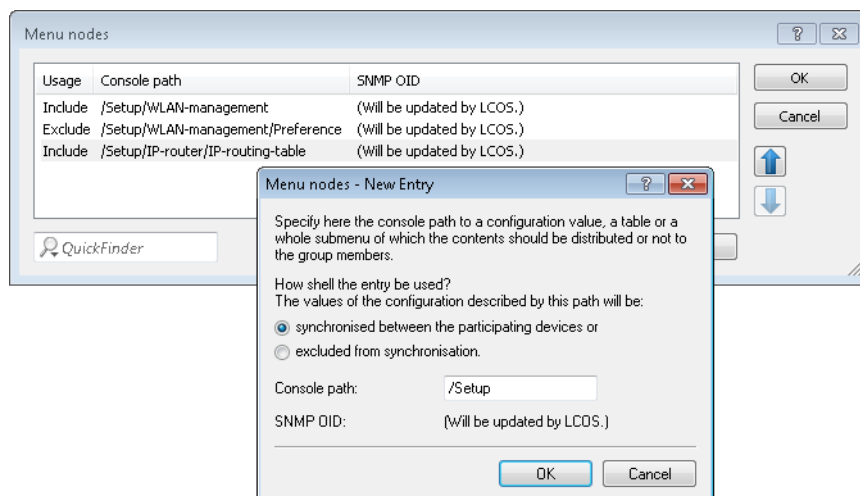 Menu nodes
Usage Console path SNMP OID
Include /Setup/WLAN-management (Will be updated by LCOS.)
Exclude /Setup/WLAN-management/Preference (Will be updated by LCOS.)
Include /Setup/IP-router/IP-routing-table (Will be updated by LCOS.)
OK
Cancel
QuickFinder
Menu nodes - New Entry
Specify here the console path to a configuration value, a table or a
whole submenu of which the contents should be distributed or not to
the group members.
How shell the entry be used?
The values of the configuration described by this path will be:
synchronised between the participating devices or
excluded from synchronisation.
Console path: /Setup
SNMP OID: (Will be updated by LCOS.)
OK Cancel